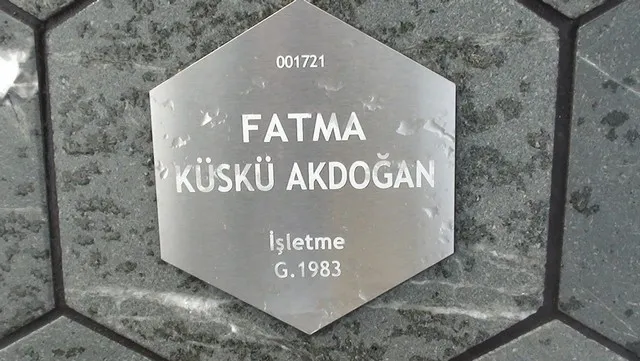 001721
FATMA
KÜSKÜ AKDOĞAN
İşletme
G.1983